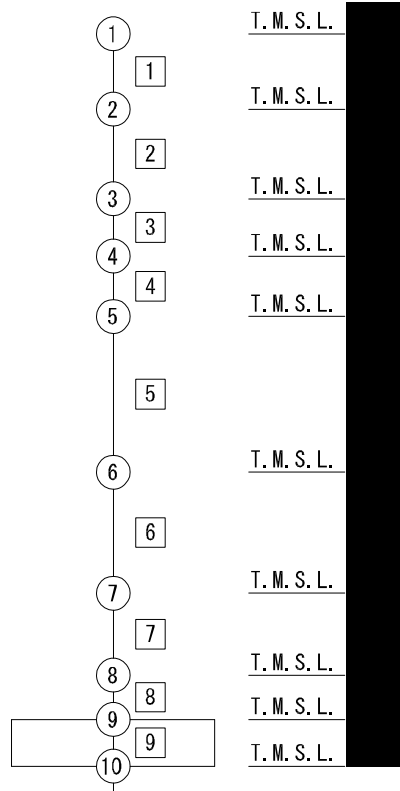 1 T.M.S.L.
1
2 T.M.S.L.
2
3 T.M.S.L.
3
4 T.M.S.L.
4
5 T.M.S.L.
5
6 T.M.S.L.
6
7 T.M.S.L.
7
8 T.M.S.L.
8
9 T.M.S.L.
9
10 T.M.S.L.